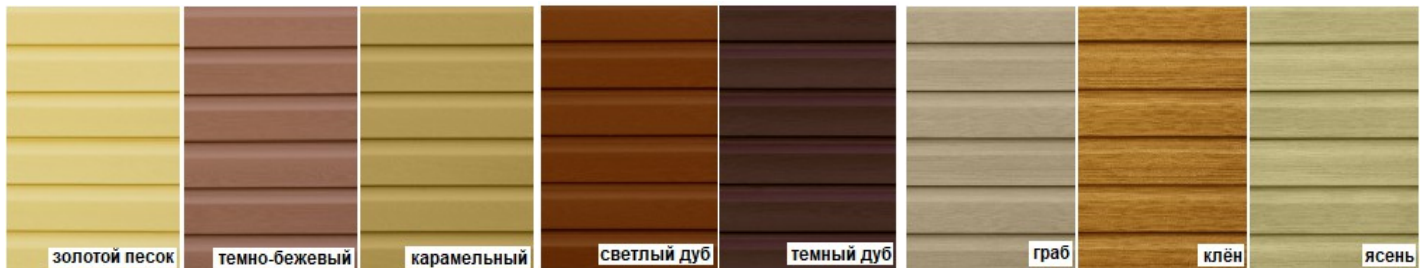 золотой песок
темно-бежевый
карамельный
светлый дуб
темный дуб
граб
клён
ясень